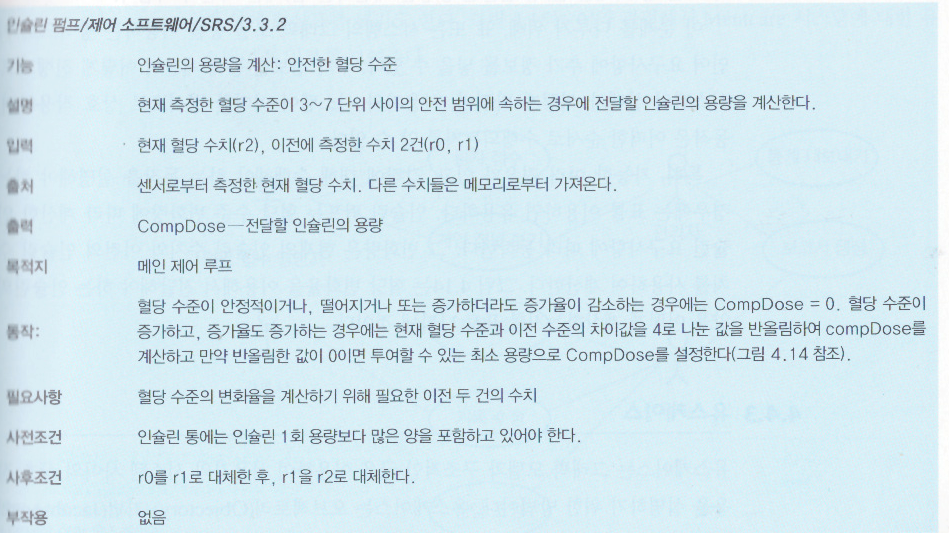 인슐린 펌프/제어 소프트웨어/SRS/3.3.2
기능 인슐린의 용량을 계산: 안전한 혈당 수준
설명 현재 측정한 혈당 수준이 3~7 단위 사이의 안전 범위에 속하는 경우에 전달할 인슐린의 용량을 계산한다.
입력 현재 혈당 수치(r2), 이전에 측정한 수치 2건(r0, r1)
출처 센서로부터 측정한 현재 혈당 수치. 다른 수치들은 메모리로부터 가져온다.
출력 CompDose—전달할 인슐린의 용량
목적지 메인 제어 루프
혈당 수준이 안정적이거나, 떨어지거나 또는 증가하더라도 증가율이 감소하는 경우에는 CompDose = 0. 혈당 수준이
동작: 증가하고, 증가율도 증가하는 경우에는 현재 혈당 수준과 이전 수준의 차이값을 4로 나눈 값을 반올림하여 compDose를
계산하고 만약 반올림한 값이 0이면 투여할 수 있는 최소 용량으로 CompDose를 설정한다(그림 4.14 참조).
필요사항 혈당 수준의 변화율을 계산하기 위해 필요한 이전 두 건의 수치
사전조건 인슐린 통에는 인슐린 1회 용량보다 많은 양을 포함하고 있어야 한다.
사후조건 r0를 r1로 대체한 후, r1을 r2로 대체한다.
부작용 없음